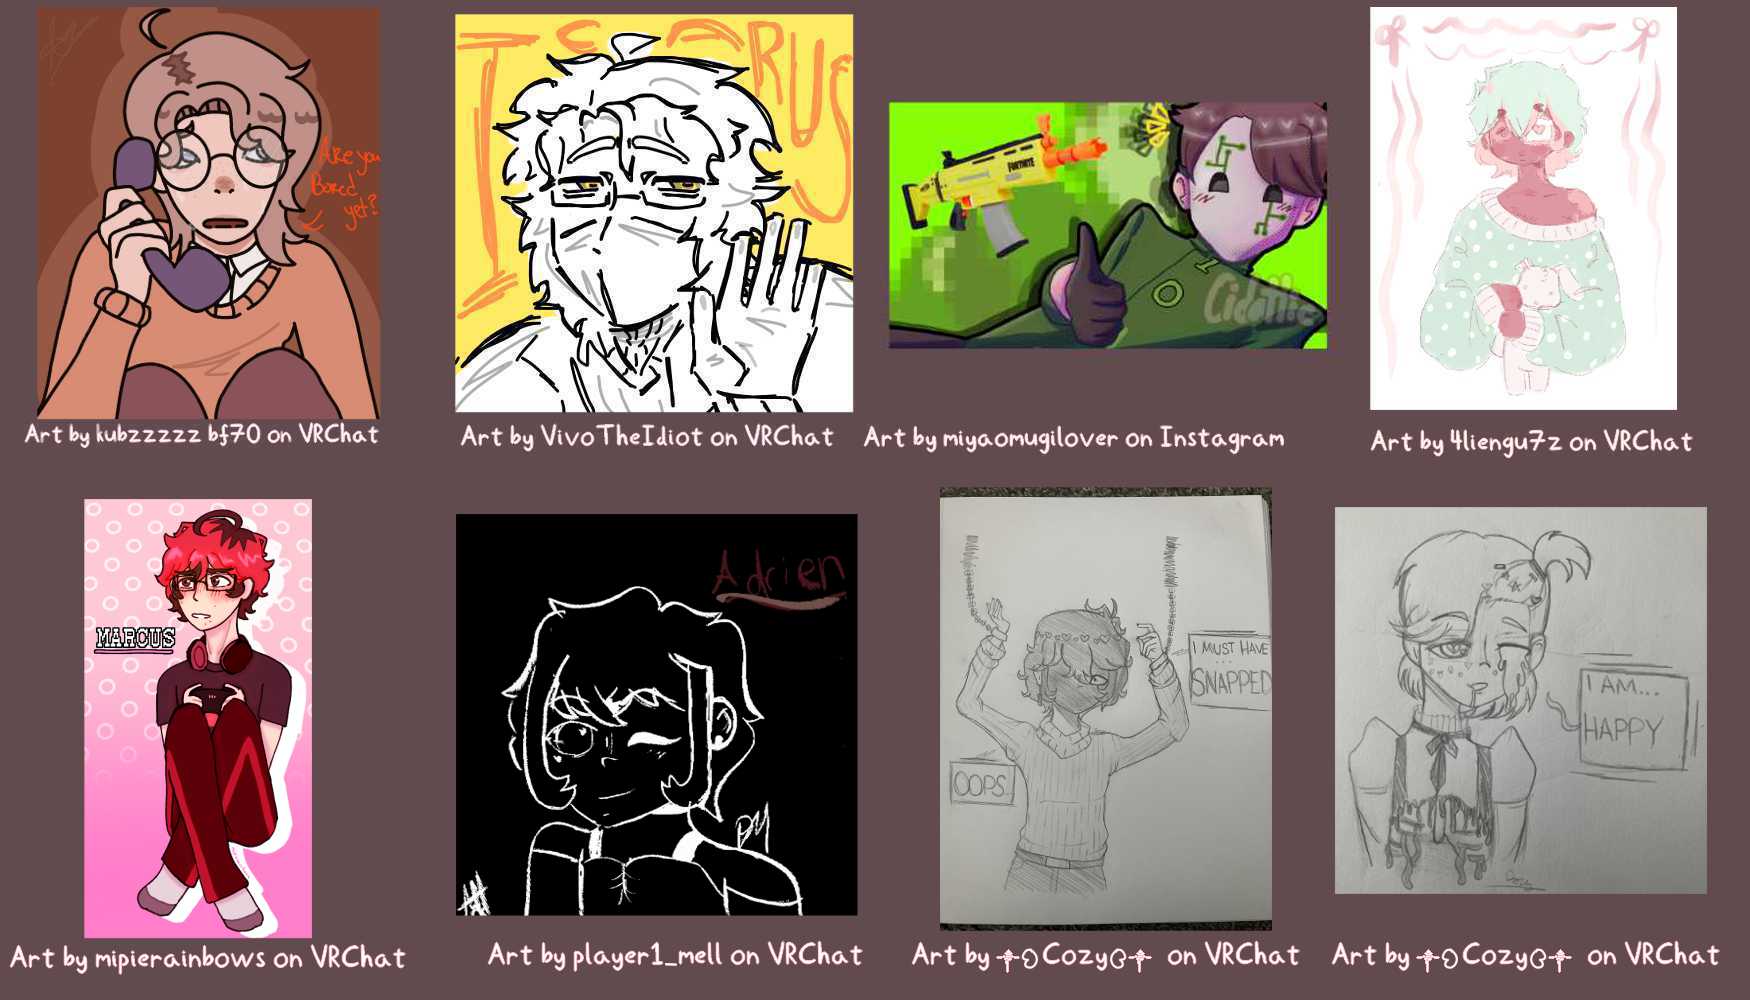 Are you
Bored
yet?
Art by kubzzzzz bf70 on VRChat
ICARUS
Art by VivoTheIdiot on VRChat
FORTNITE
Art by miyaomugilover on Instagram
Art by 4liengu7z on VRChat
MARCUS
Art by mipierainbows on VRChat
Adrien
PM
Art by player1_mell on VRChat
I MUST HAVE
...
SNAPPED
OOPS.
Art by Cozy on VRChat
I AM...
HAPPY
Art by Cozy on VRChat